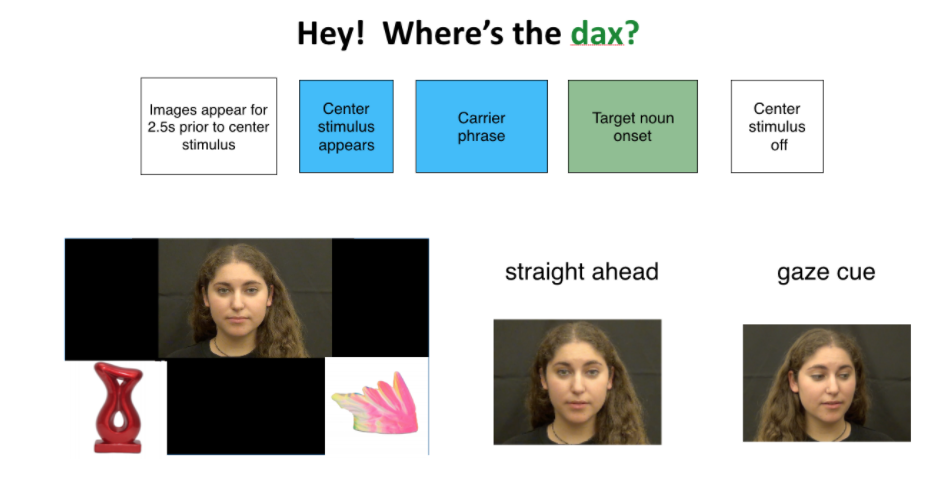 Hey!  Where’s the dax?
Images appear for
2.5s prior to center
stimulus
Center
stimulus
appears
Carrier
phrase
Target noun
onset
Center
stimulus
off
straight ahead
gaze cue